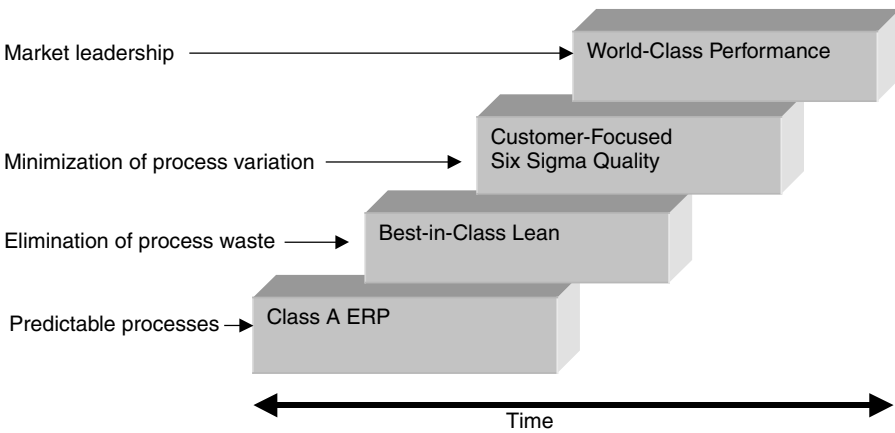 Market leadership
World-Class Performance
Minimization of process variation
Customer-Focused
Six Sigma Quality
Elimination of process waste
Best-in-Class Lean
Predictable processes
Class A ERP
Time